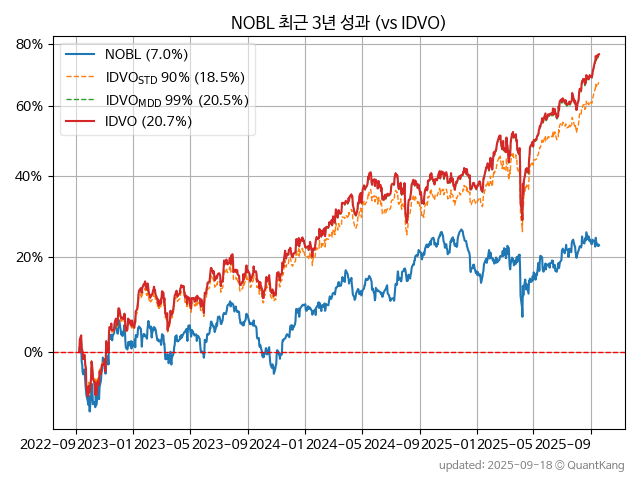 NOBL 최근 3년 성과 (vs IDVO)
80%
60%
40%
20%
0%
NOBL (7.0%)
IDVO_STD 90% (18.5%)
IDVO_MDD 99% (20.5%)
IDVO (20.7%)
2022-09 2023-01 2023-05 2023-09 2024-01 2024-05 2024-09 2025-01 2025-05 2025-09
updated: 2025-09-18 © QuantKang